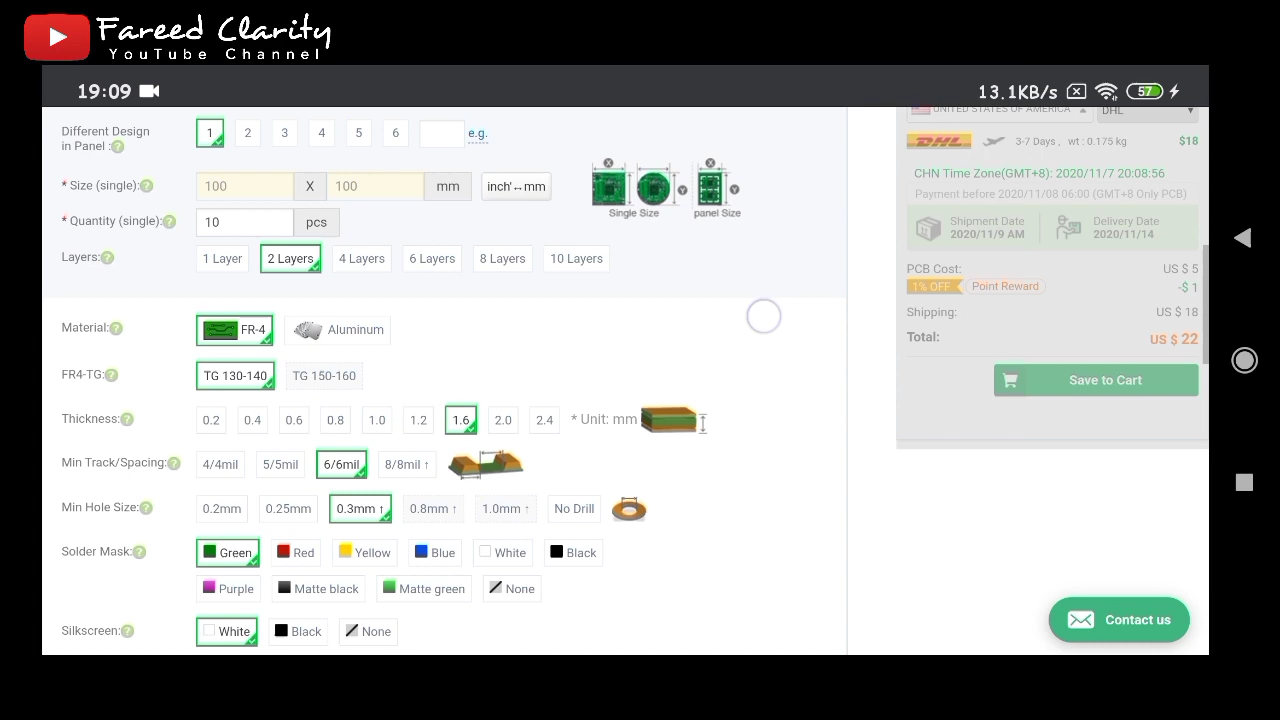 Fareed Clarity
YouTube Channel
19:09
13.1KB/s
57
Different Design in Panel :
1 2 3 4 5 6 e.g.
* Size (single):
100 X 100 mm inch'↔mm
Single Size
panel Size
* Quantity (single):
10 pcs
Layers:
1 Layer 2 Layers 4 Layers 6 Layers 8 Layers 10 Layers
Material:
FR-4 Aluminum
FR4-TG:
TG 130-140 TG 150-160
Thickness:
0.2 0.4 0.6 0.8 1.0 1.2 1.6 2.0 2.4 * Unit: mm
Min Track/Spacing:
4/4mil 5/5mil 6/6mil 8/8mil ↑
Min Hole Size:
0.2mm 0.25mm 0.3mm ↑ 0.8mm ↑ 1.0mm ↑ No Drill
Solder Mask:
Green Red Yellow Blue White Black
Purple Matte black Matte green None
Silkscreen:
White Black None
UNITED STATES OF AMERICA DHL
DHL 3-7 Days , wt : 0.175 kg $18
CHN Time Zone(GMT+8): 2020/11/7 20:08:56
Payment before 2020/11/08 06:00 (GMT+8 Only PCB)
Shipment Date
2020/11/9 AM
Delivery Date
2020/11/14
PCB Cost: US $ 5
1% OFF Point Reward -$ 1
Shipping: US $ 18
Total: US $ 22
Save to Cart
Contact us